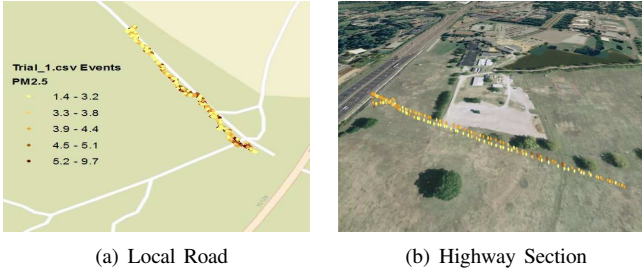 Trial_1.csv Events
PM2.5
1.4 - 3.2
3.3 - 3.8
3.9 - 4.4
4.5 - 5.1
5.2 - 9.7
(a) Local Road
(b) Highway Section